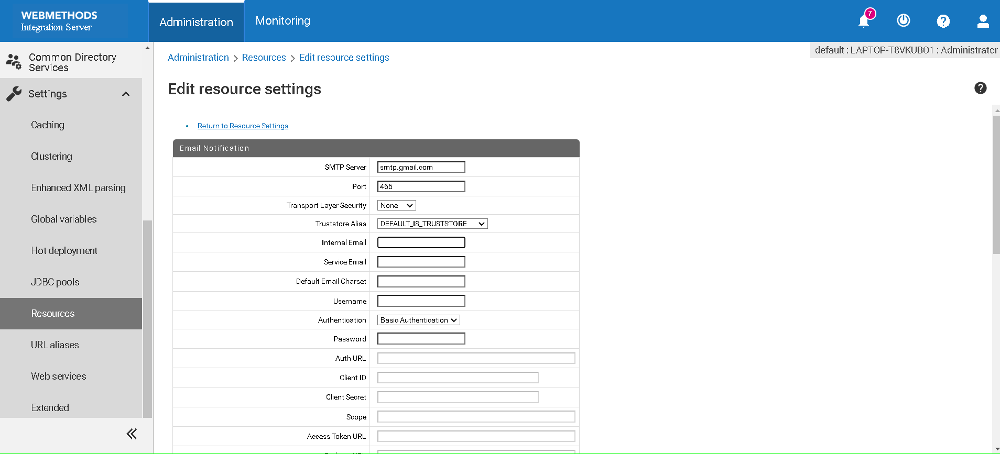 WEBMETHODS
Integration Server
Administration
Monitoring
7
default : LAPTOP-T8VKUBO1 : Administrator
Common Directory
Services
Settings
Caching
Clustering
Enhanced XML parsing
Global variables
Hot deployment
JDBC pools
Resources
URL aliases
Web services
Extended
Administration > Resources > Edit resource settings
Edit resource settings
Return to Resource Settings
Email Notification
SMTP Server smtp.gmail.com
Port 465
Transport Layer Security None
Truststore Alias DEFAULT_IS_TRUSTSTORE
Internal Email
Service Email
Default Email Charset
Username
Authentication Basic Authentication
Password
Auth URL
Client ID
Client Secret
Scope
Access Token URL